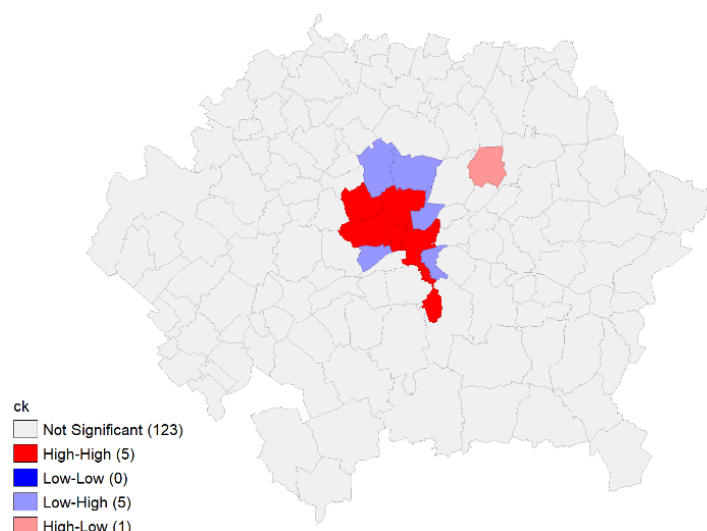 ck
Not Significant (123)
High-High (5)
Low-Low (0)
Low-High (5)
High-Low (1)